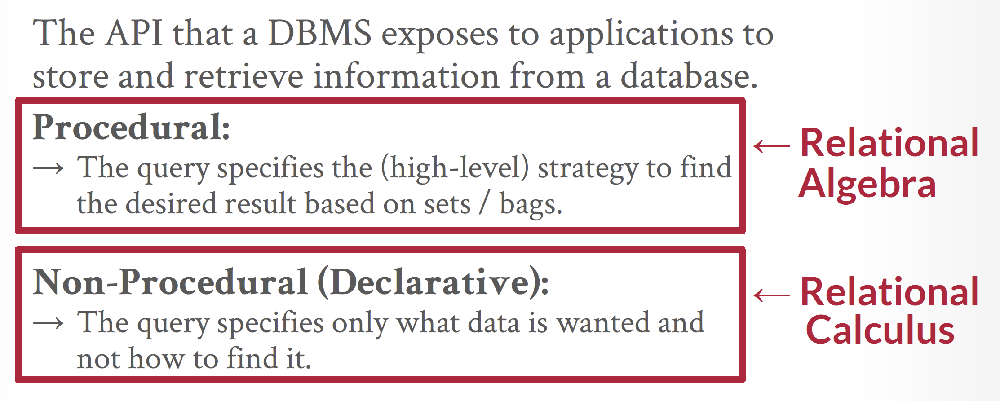 The API that a DBMS exposes to applications to
store and retrieve information from a database.
Procedural:
→ The query specifies the (high-level) strategy to find
the desired result based on sets / bags.
← Relational
Algebra
Non-Procedural (Declarative):
→ The query specifies only what data is wanted and
not how to find it.
← Relational
Calculus